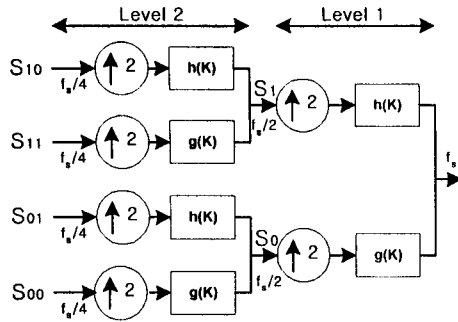 Level 2 Level 1
S10 fs/4 ↑ 2 h(K)
S1 fs/2 ↑ 2 h(K)
S11 fs/4 ↑ 2 g(K)
fs
S01 fs/4 ↑ 2 h(K)
S0 fs/2 ↑ 2 g(K)
S00 fs/4 ↑ 2 g(K)